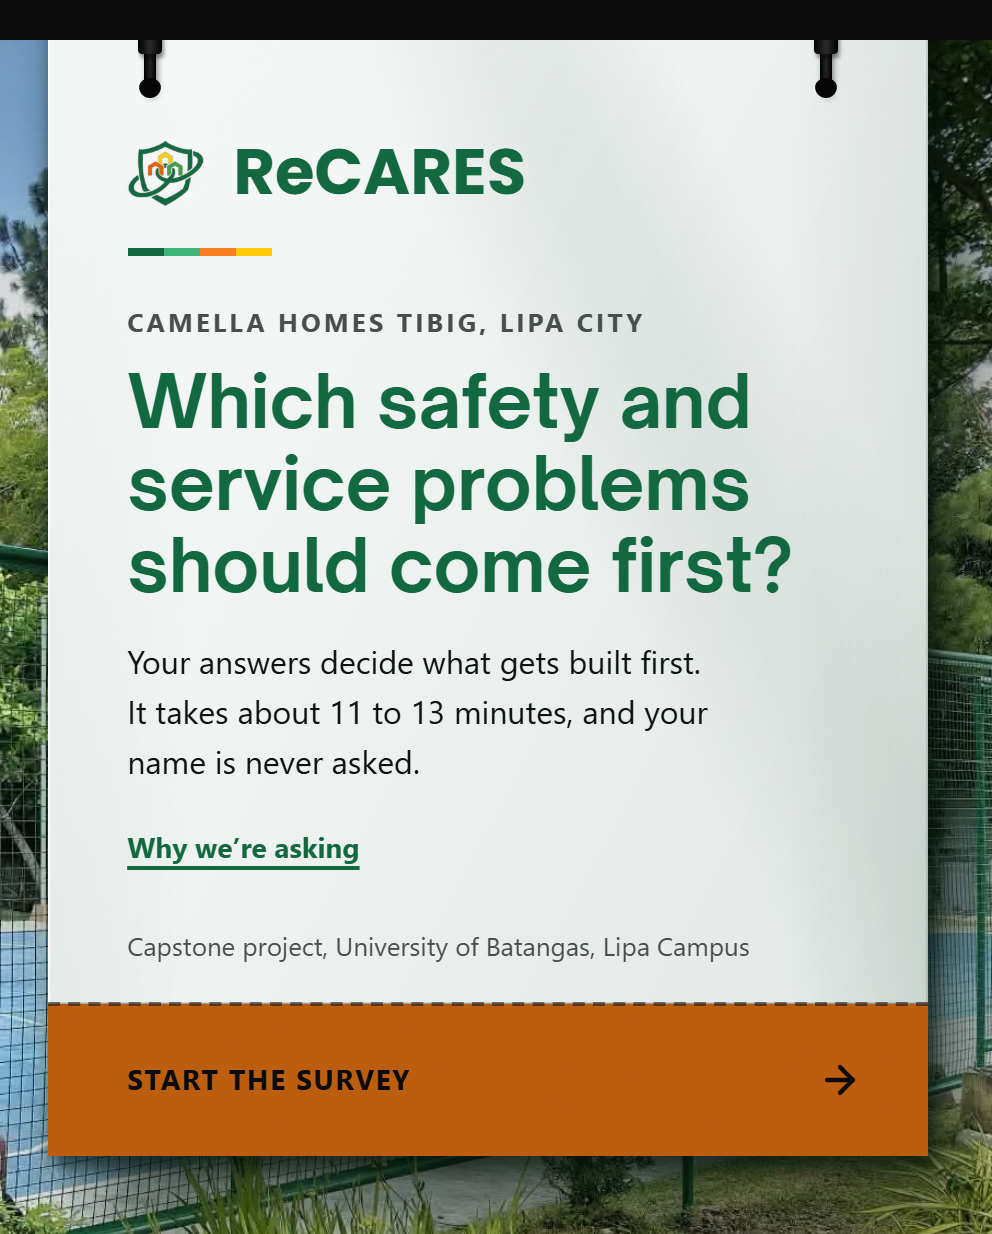 ReCARES
CAMELLA HOMES TIBIG, LIPA CITY
Which safety and
service problems
should come first?
Your answers decide what gets built first.
It takes about 11 to 13 minutes, and your
name is never asked.
Why we’re asking
Capstone project, University of Batangas, Lipa Campus
START THE SURVEY